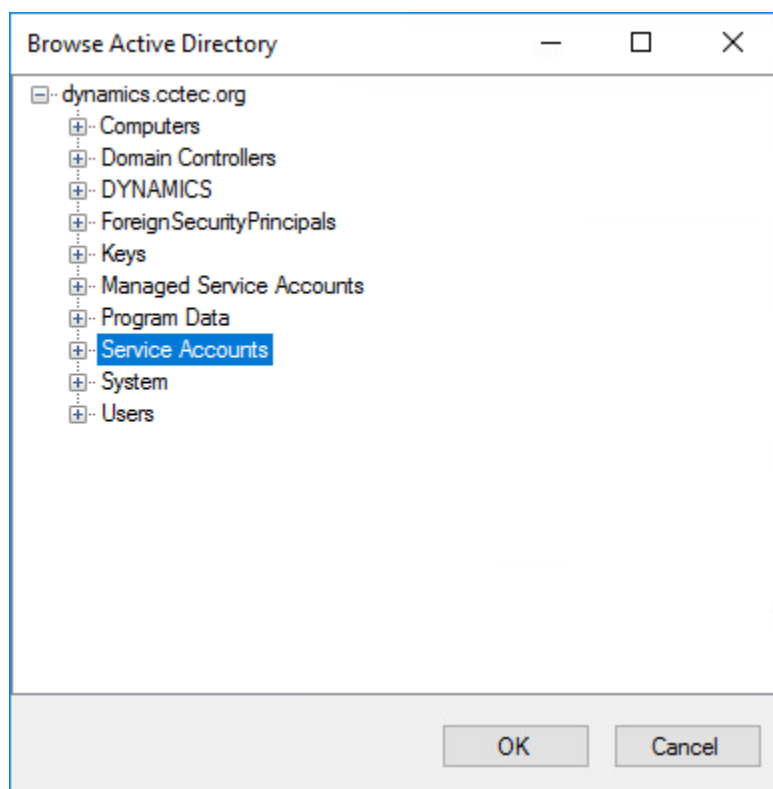 Browse Active Directory
dynamics.cctec.org
Computers
Domain Controllers
DYNAMICS
ForeignSecurityPrincipals
Keys
Managed Service Accounts
Program Data
Service Accounts
System
Users
OK Cancel